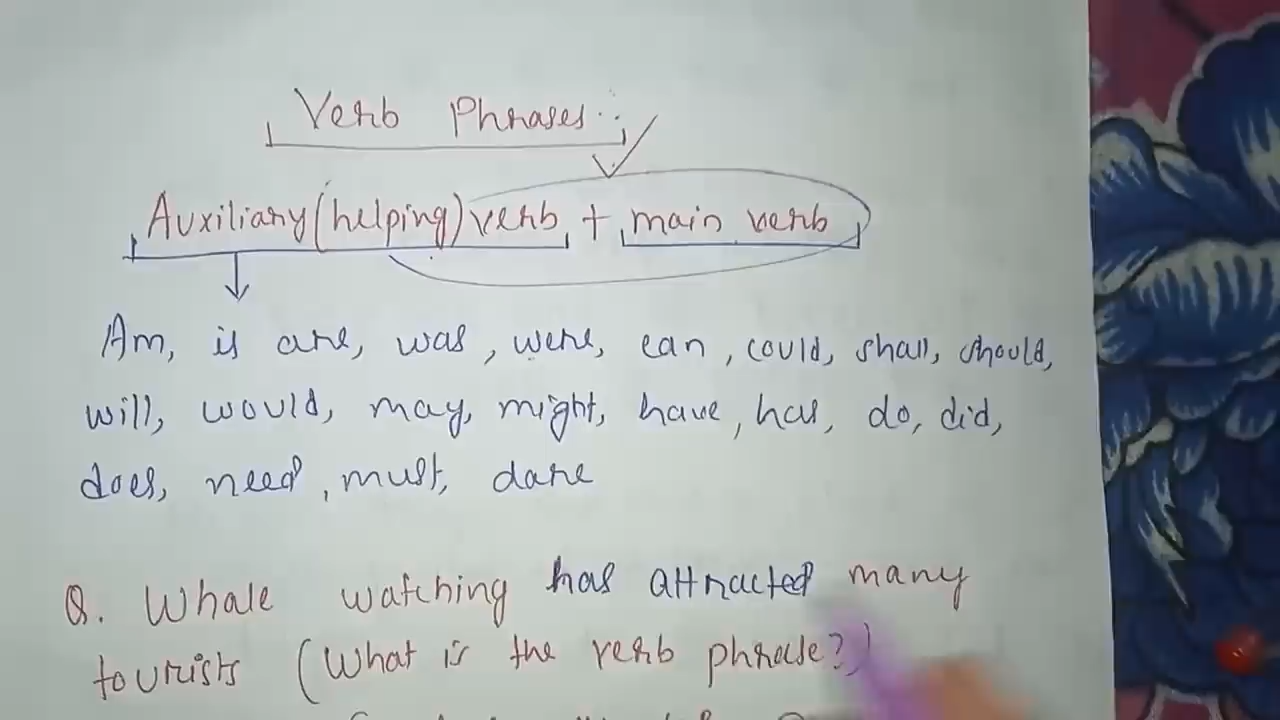 Verb Phrases:
Auxiliary (helping) verb + main verb
Am, is are, was, were, can, could, shall, should,
will, would, may, might, have, has, do, did,
does, need, must, dare
Q. Whale watching has attracted many
tourists (What is the verb phrase?)